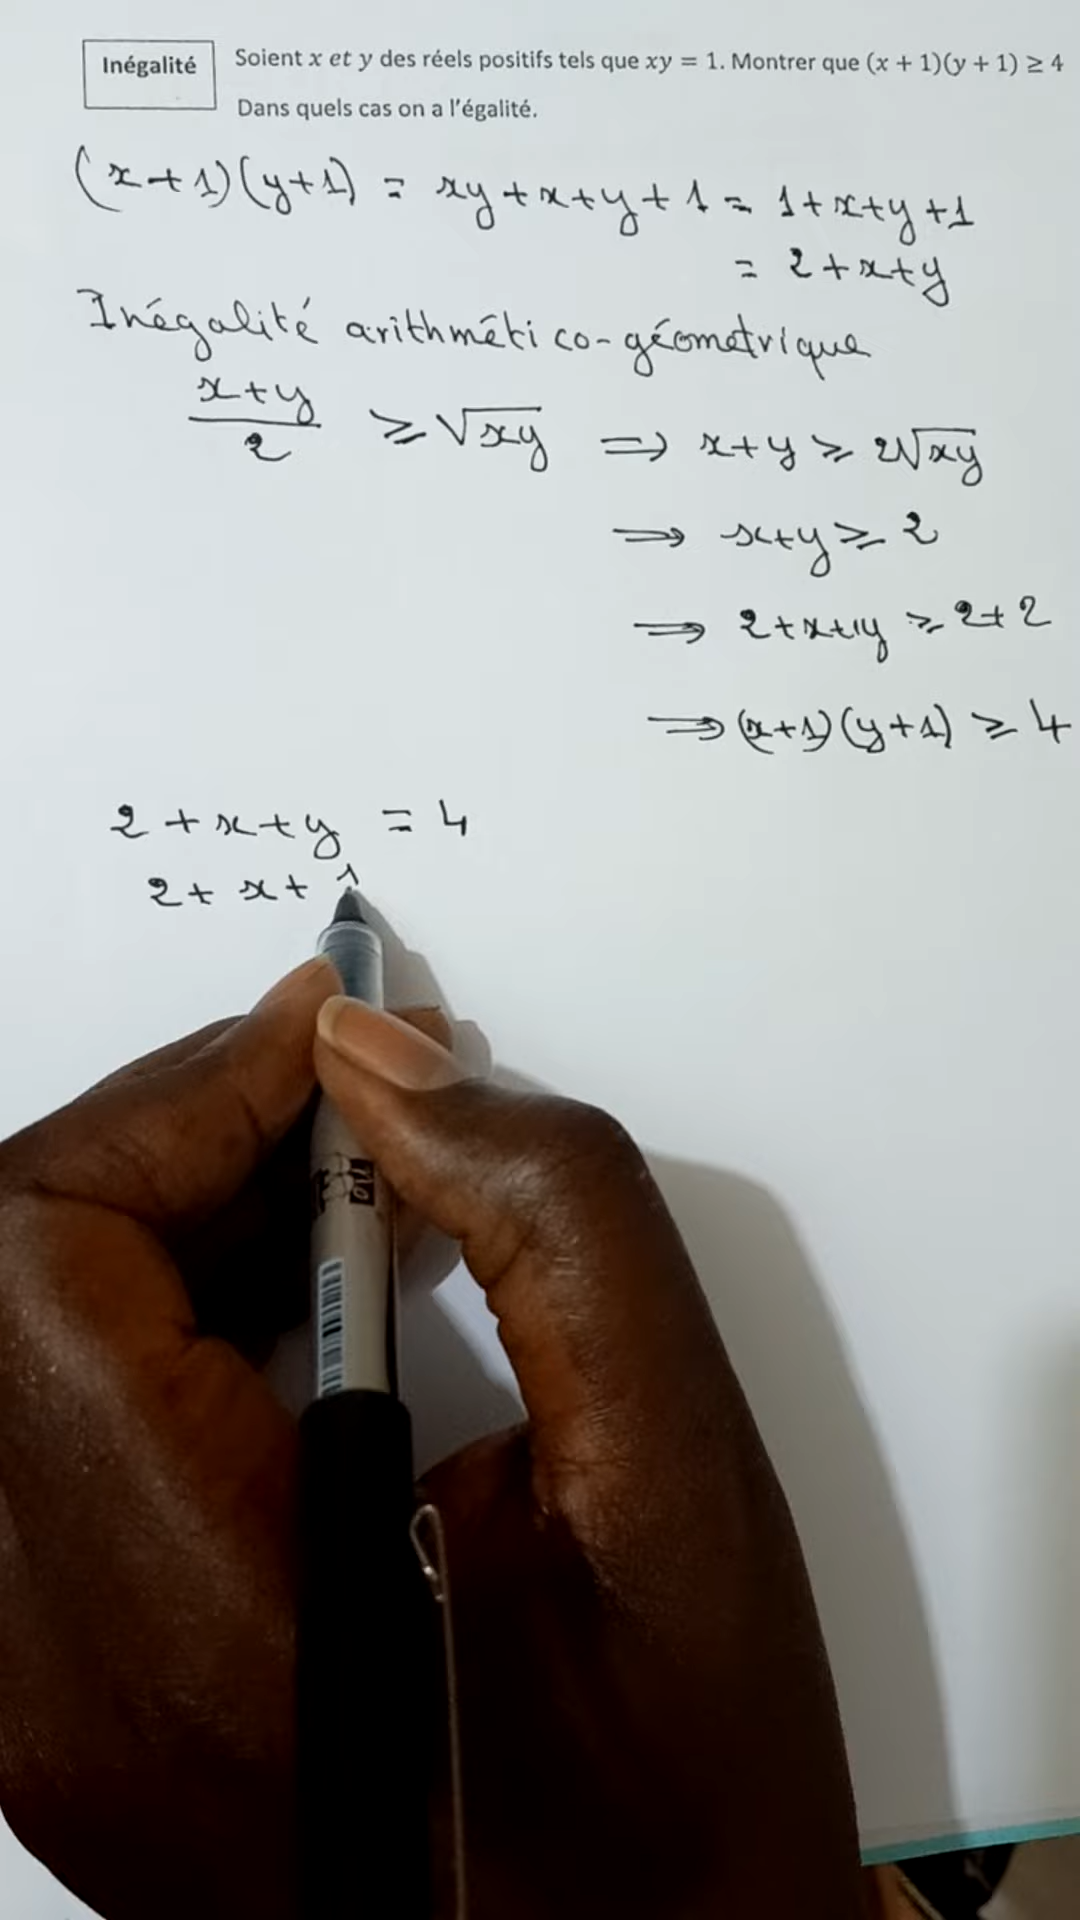 Inégalité
Soient x et y des réels positifs tels que xy = 1. Montrer que (x + 1)(y + 1) ≥ 4
Dans quels cas on a l'égalité.
(x+1)(y+1) = xy+x+y+1 = 1+x+y+1
= 2+x+y
Inégalité arithmético-géométrique
(x+y)/2 ≥ √xy ⇒ x+y ≥ 2√xy
⇒ x+y ≥ 2
⇒ 2+x+y ≥ 2+2
⇒ (x+1)(y+1) ≥ 4
2+x+y = 4
2+x+1